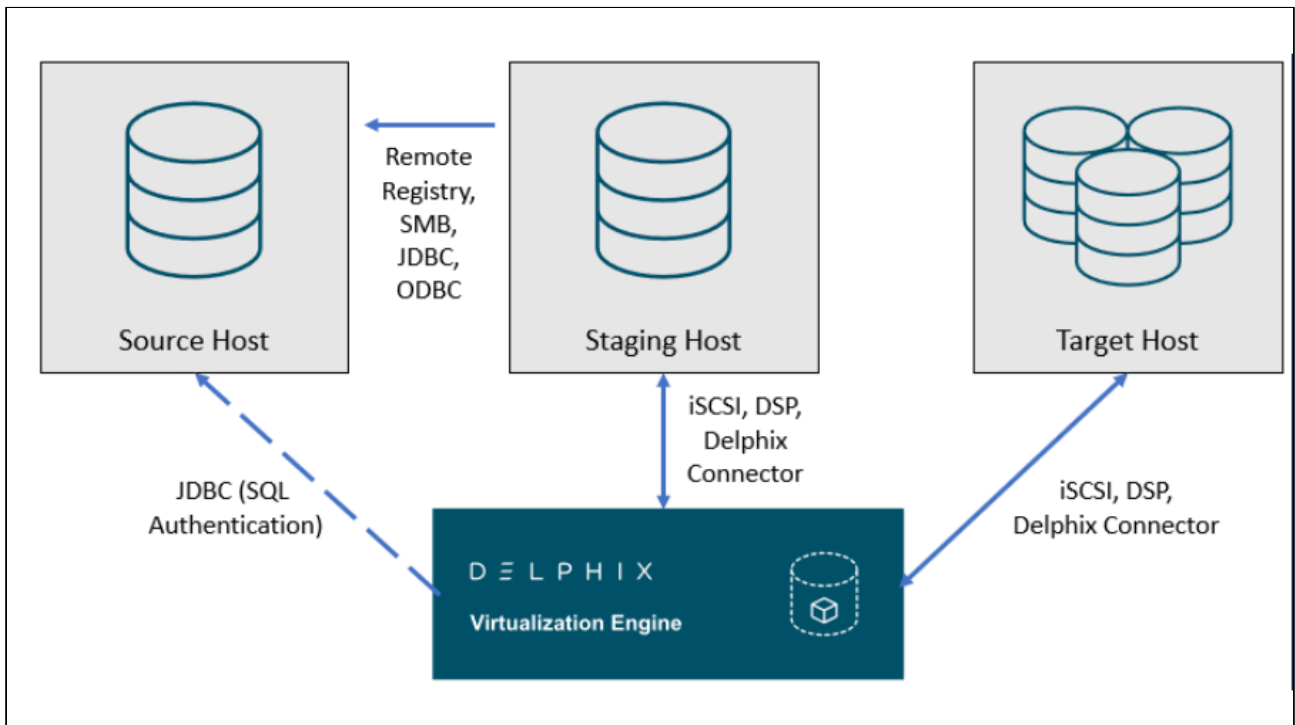 Remote
Registry,
SMB,
JDBC,
ODBC
Source Host
Staging Host
Target Host
iSCSI, DSP,
Delphix
Connector
JDBC (SQL
Authentication)
iSCSI, DSP,
Delphix Connector
DELPHIX
Virtualization Engine